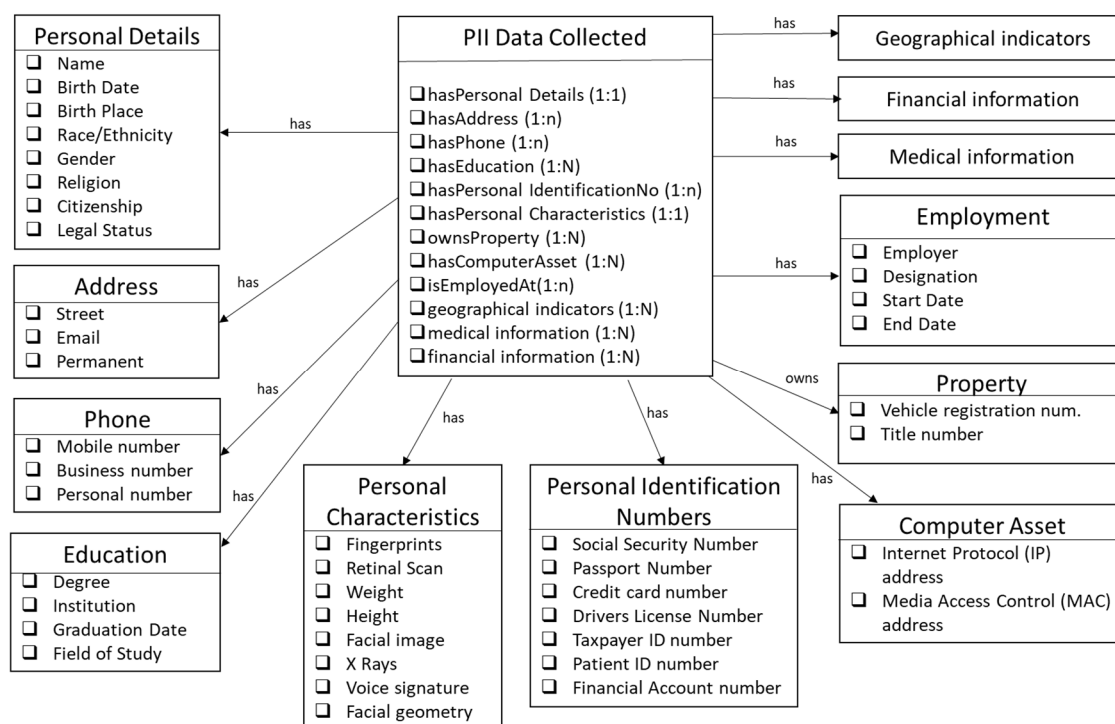 Personal Details
❑ Name
❑ Birth Date
❑ Birth Place
❑ Race/Ethnicity
❑ Gender
❑ Religion
❑ Citizenship
❑ Legal Status
has
Address
❑ Street
❑ Email
❑ Permanent
has
Phone
❑ Mobile number
❑ Business number
❑ Personal number
has
Education
❑ Degree
❑ Institution
❑ Graduation Date
❑ Field of Study
has
PII Data Collected
❑hasPersonal Details (1:1)
❑hasAddress (1:n)
❑hasPhone (1:n)
❑hasEducation (1:N)
❑hasPersonal IdentificationNo (1:n)
❑hasPersonal Characteristics (1:1)
❑ownsProperty (1:N)
❑hasComputerAsset (1:N)
❑isEmployedAt(1:n)
❑geographical indicators (1:N)
❑medical information (1:N)
❑financial information (1:N)
has
Personal
Characteristics
❑ Fingerprints
❑ Retinal Scan
❑ Weight
❑ Height
❑ Facial image
❑ X Rays
❑ Voice signature
❑ Facial geometry
has
Personal Identification
Numbers
❑ Social Security Number
❑ Passport Number
❑ Credit card number
❑ Drivers License Number
❑ Taxpayer ID number
❑ Patient ID number
❑ Financial Account number
has
Geographical indicators
has
Financial information
has
Medical information
has
Employment
❑ Employer
❑ Designation
❑ Start Date
❑ End Date
owns
Property
❑ Vehicle registration num.
❑ Title number
has
Computer Asset
❑ Internet Protocol (IP)
address
❑ Media Access Control (MAC)
address